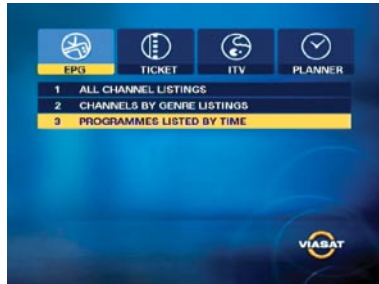 EPG TICKET ITV PLANNER
1 ALL CHANNEL LISTINGS
2 CHANNELS BY GENRE LISTINGS
3 PROGRAMMES LISTED BY TIME
VIASAT